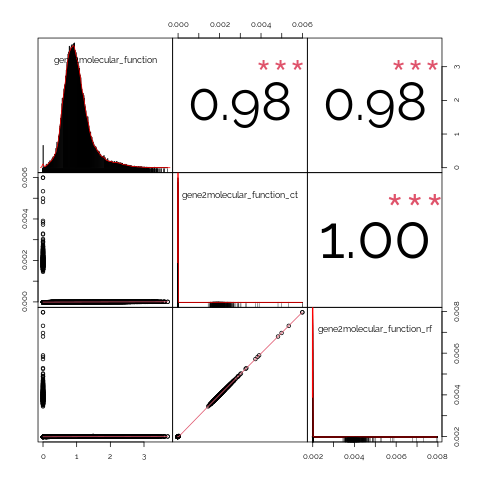 0.000 0.002 0.004 0.006
gene2molecular_function
***
0.98
***
0.98
0 1 2 3
0.000 0.002 0.004 0.006
gene2molecular_function_ct
***
1.00
gene2molecular_function_rf
0.002 0.004 0.006 0.008
0 1 2 3
0.002 0.004 0.006 0.008